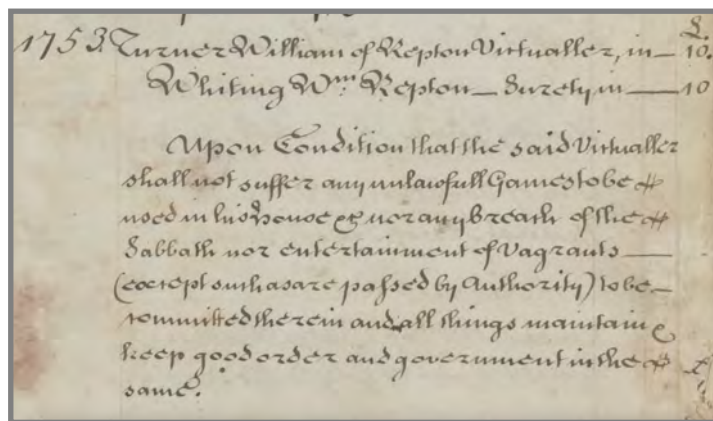 £.
1753. Turner William of Repton Victualler, in — 10.
Whiting Wm. Repton — Surety in — 10
Upon Condition that the said Victualler
shall not suffer any unlawfull Games to be
used in his House &c nor any breach of the
Sabbath nor entertainment of Vagrants —
(except such as are passed by Authority) to be —
committed therein and all things maintain &
keep good order and government in the
same.